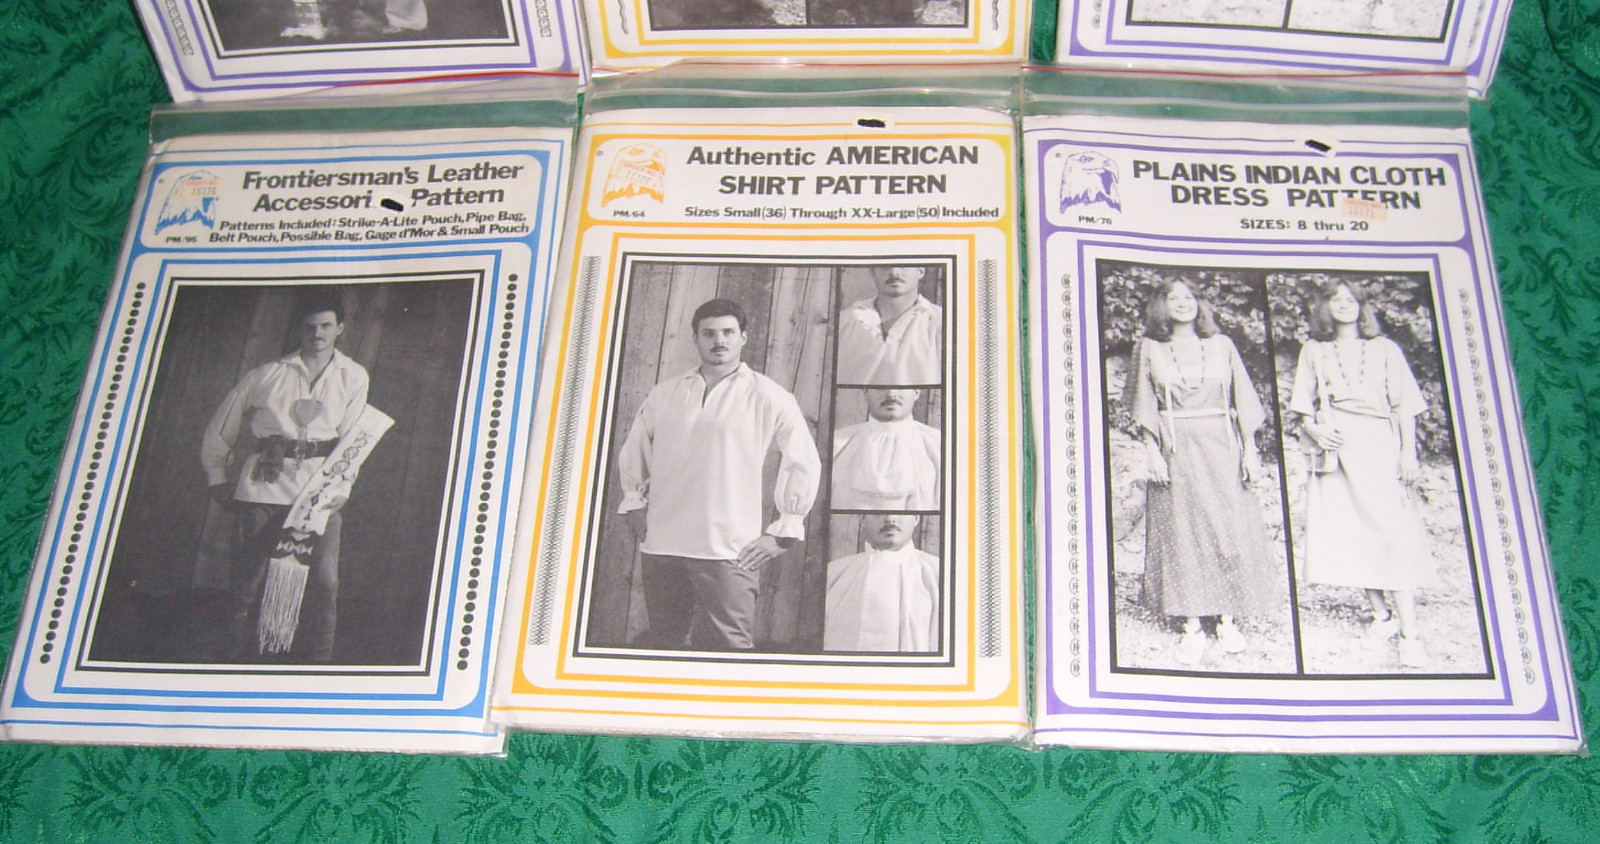 Frontiersman's Leather
Accessori Pattern
Patterns Included: Strike-A-Lite Pouch, Pipe Bag,
Belt Pouch, Possible Bag, Gage d'Mor & Small Pouch
PM/95
Authentic AMERICAN
SHIRT PATTERN
PM/64
Sizes Small (36) Through XX-Large (50) Included
PLAINS INDIAN CLOTH
DRESS PATTERN
PM/76
SIZES: 8 thru 20